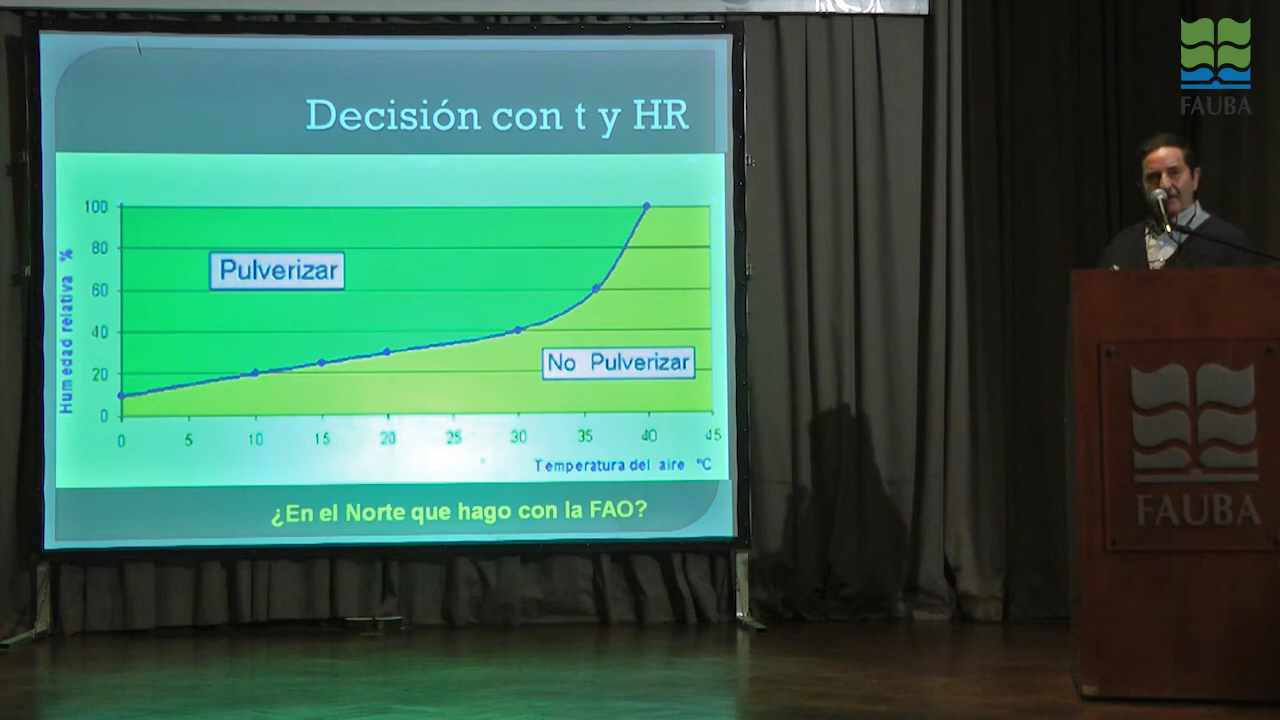 Decisión con t y HR
100
80
60
40
20
0
Humedad relativa %
Pulverizar
No Pulverizar
0 5 10 15 20 25 30 35 40 45
Temperatura del aire ºC
¿En el Norte que hago con la FAO?
FAUBA
FAUBA